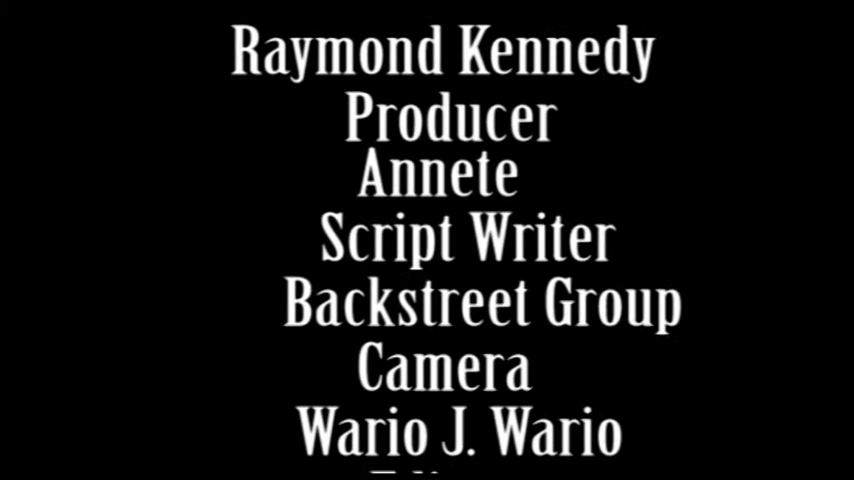 Raymond Kennedy
Producer
Annete
Script Writer
Backstreet Group
Camera
Wario J. Wario